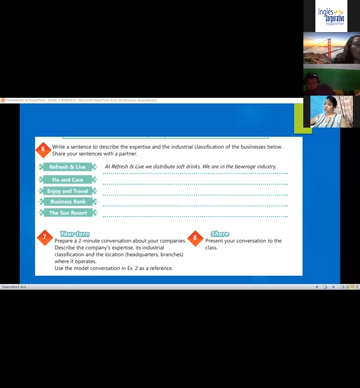 Inglés
corporativo
6 Write a sentence to describe the expertise and the industrial classification of the businesses below.
Share your sentences with a partner.
Refresh & Live
At Refresh & Live we distribute soft drinks. We are in the beverage industry.
Fix and Care
Enjoy and Travel
Business Bank
The Sun Resort
7 Your turn
Prepare a 2-minute conversation about your companies.
Describe the company's expertise, its industrial
classification and the location (headquarters, branches)
where it operates.
Use the model conversation in Ex. 2 as a reference.
8 Share
Present your conversation to the
class.